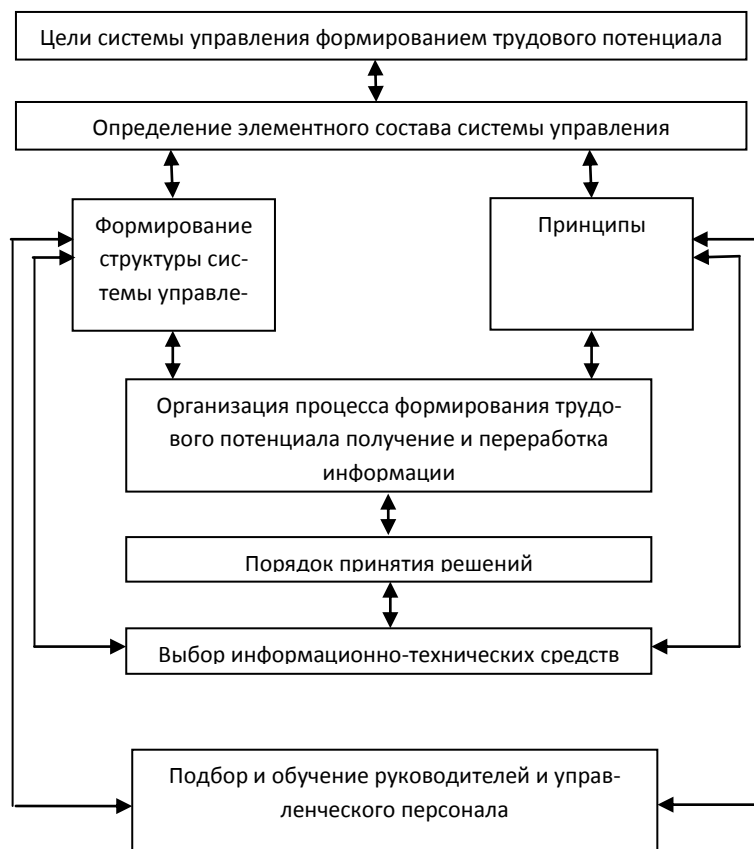 Цели системы управления формированием трудового потенциала
Определение элементного состава системы управления
Формирование
структуры сис-
темы управле-
Принципы
Организация процесса формирования трудо-
вого потенциала получение и переработка
информации
Порядок принятия решений
Выбор информационно-технических средств
Подбор и обучение руководителей и управ-
ленческого персонала